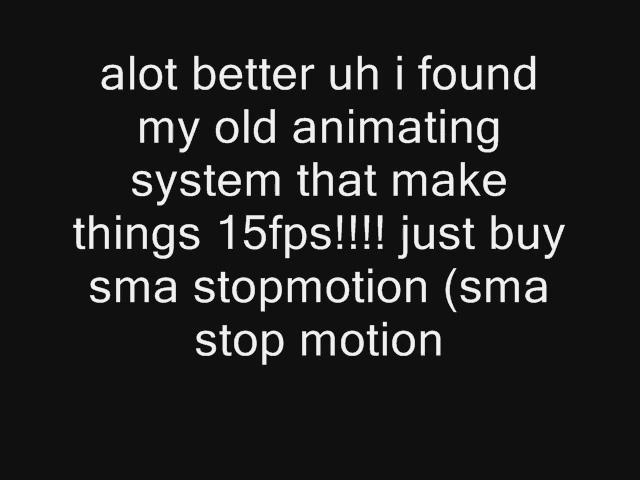 alot better uh i found
my old animating
system that make
things 15fps!!!! just buy
sma stopmotion (sma
stop motion